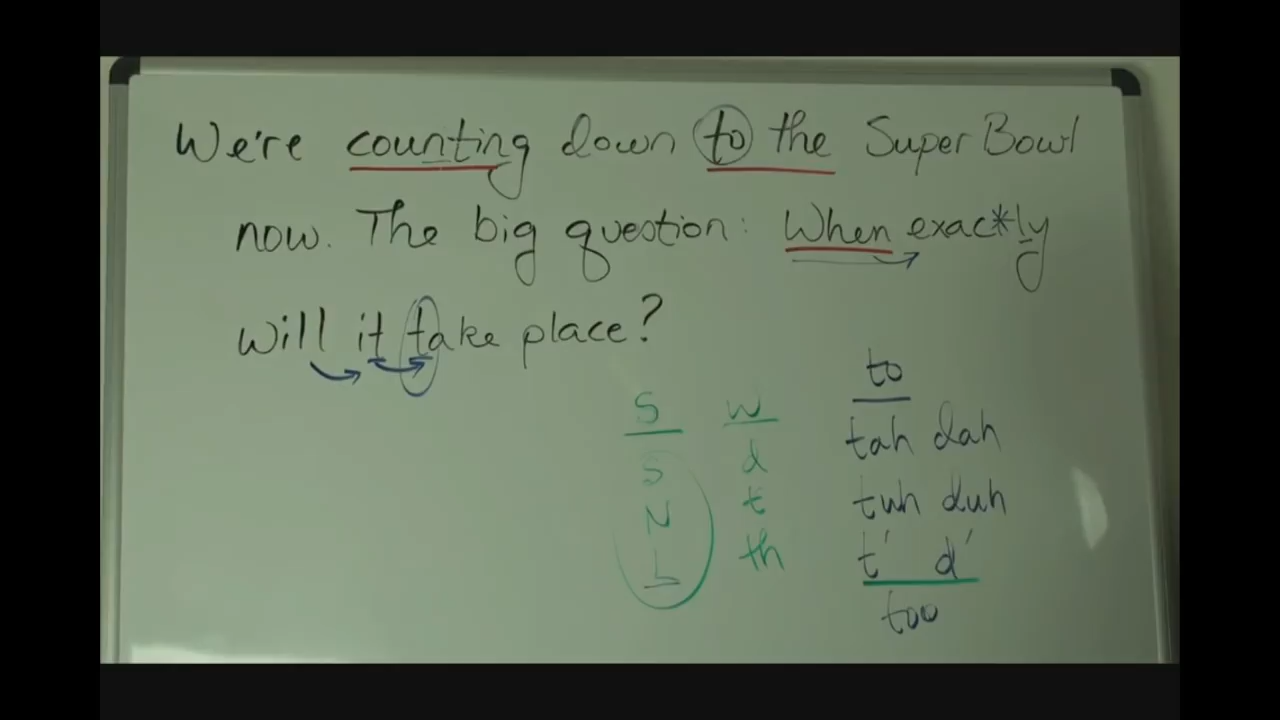 We're counting down to the Super Bowl
now. The big question: When exac*ly
will it take place?
to
S W
tah dah
S d
tuh duh
N t
L th
t' d'
too